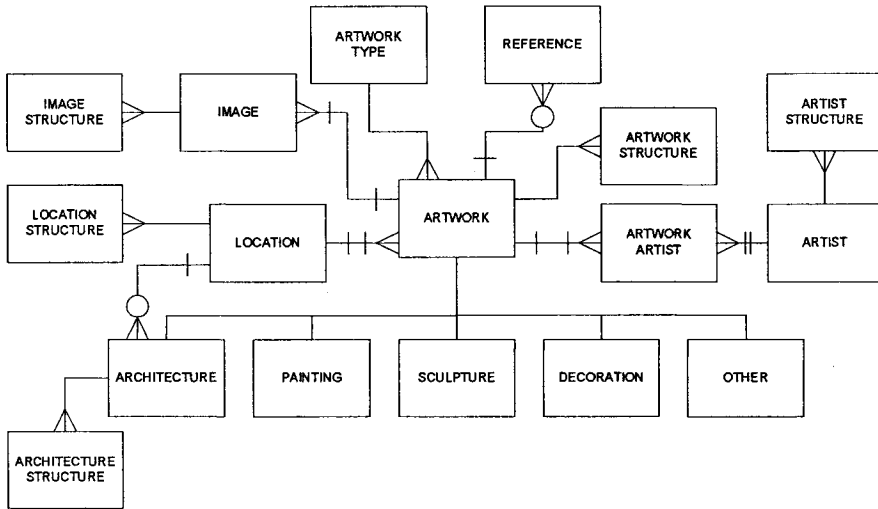 ARTWORK
TYPE
REFERENCE
IMAGE
STRUCTURE
IMAGE
ARTIST
STRUCTURE
ARTWORK
STRUCTURE
LOCATION
STRUCTURE
LOCATION
ARTWORK
ARTWORK
ARTIST
ARTIST
ARCHITECTURE
PAINTING
SCULPTURE
DECORATION
OTHER
ARCHITECTURE
STRUCTURE